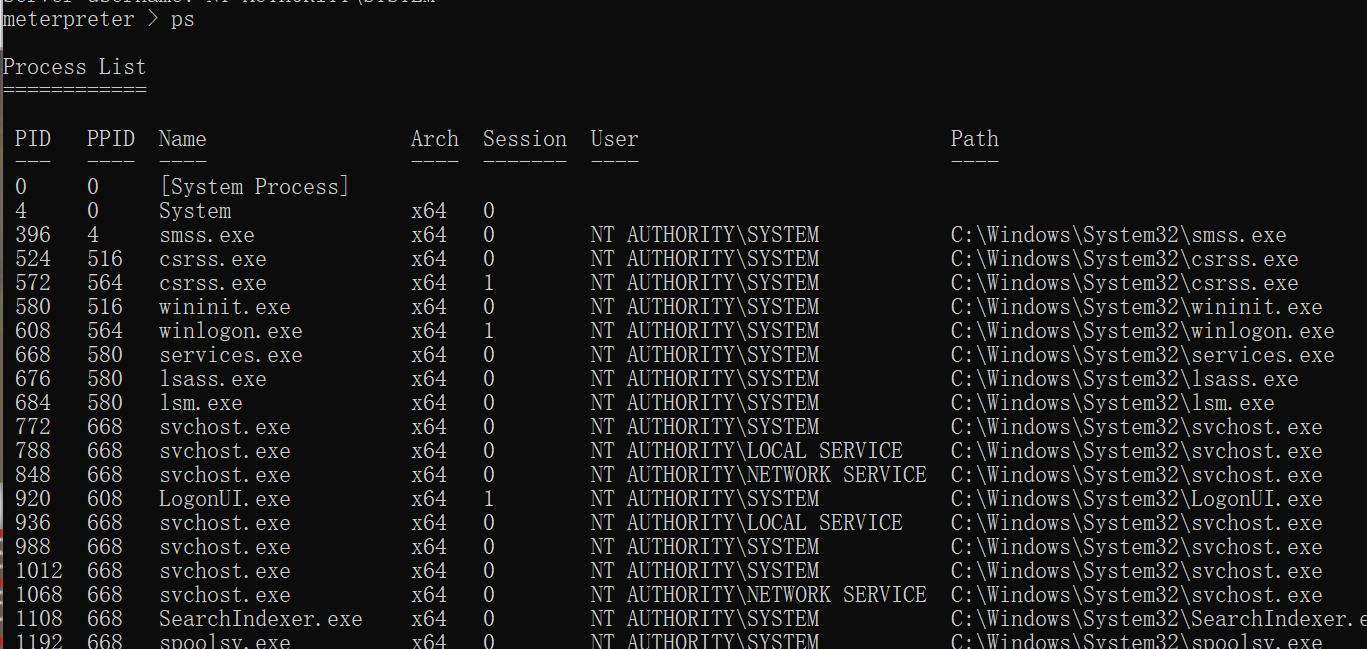 server username: NT AUTHORITY\SYSTEM
meterpreter > ps
Process List
============
PID PPID Name Arch Session User Path
--- ---- ---- ---- ------- ---- ----
0 0 [System Process]
4 0 System x64 0
396 4 smss.exe x64 0 NT AUTHORITY\SYSTEM C:\Windows\System32\smss.exe
524 516 csrss.exe x64 0 NT AUTHORITY\SYSTEM C:\Windows\System32\csrss.exe
572 564 csrss.exe x64 1 NT AUTHORITY\SYSTEM C:\Windows\System32\csrss.exe
580 516 wininit.exe x64 0 NT AUTHORITY\SYSTEM C:\Windows\System32\wininit.exe
608 564 winlogon.exe x64 1 NT AUTHORITY\SYSTEM C:\Windows\System32\winlogon.exe
668 580 services.exe x64 0 NT AUTHORITY\SYSTEM C:\Windows\System32\services.exe
676 580 lsass.exe x64 0 NT AUTHORITY\SYSTEM C:\Windows\System32\lsass.exe
684 580 lsm.exe x64 0 NT AUTHORITY\SYSTEM C:\Windows\System32\lsm.exe
772 668 svchost.exe x64 0 NT AUTHORITY\SYSTEM C:\Windows\System32\svchost.exe
788 668 svchost.exe x64 0 NT AUTHORITY\LOCAL SERVICE C:\Windows\System32\svchost.exe
848 668 svchost.exe x64 0 NT AUTHORITY\NETWORK SERVICE C:\Windows\System32\svchost.exe
920 608 LogonUI.exe x64 1 NT AUTHORITY\SYSTEM C:\Windows\System32\LogonUI.exe
936 668 svchost.exe x64 0 NT AUTHORITY\LOCAL SERVICE C:\Windows\System32\svchost.exe
988 668 svchost.exe x64 0 NT AUTHORITY\SYSTEM C:\Windows\System32\svchost.exe
1012 668 svchost.exe x64 0 NT AUTHORITY\SYSTEM C:\Windows\System32\svchost.exe
1068 668 svchost.exe x64 0 NT AUTHORITY\NETWORK SERVICE C:\Windows\System32\svchost.exe
1108 668 SearchIndexer.exe x64 0 NT AUTHORITY\SYSTEM C:\Windows\System32\SearchIndexer.e
1192 668 spoolsv.exe x64 0 NT AUTHORITY\SYSTEM C:\Windows\System32\spoolsv.exe